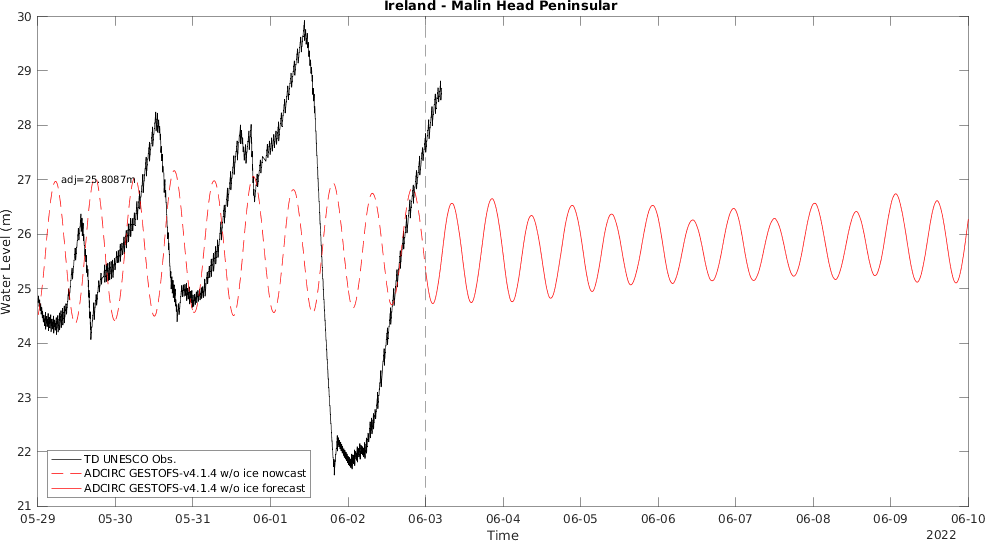 Ireland - Malin Head Peninsular
30
29
28
27
26
25
24
23
22
21
Water Level (m)
adj=25.8087m
TD UNESCO Obs.
ADCIRC GESTOFS-v4.1.4 w/o ice nowcast
ADCIRC GESTOFS-v4.1.4 w/o ice forecast
05-29 05-30 05-31 06-01 06-02 06-03 06-04 06-05 06-06 06-07 06-08 06-09 06-10
Time
2022